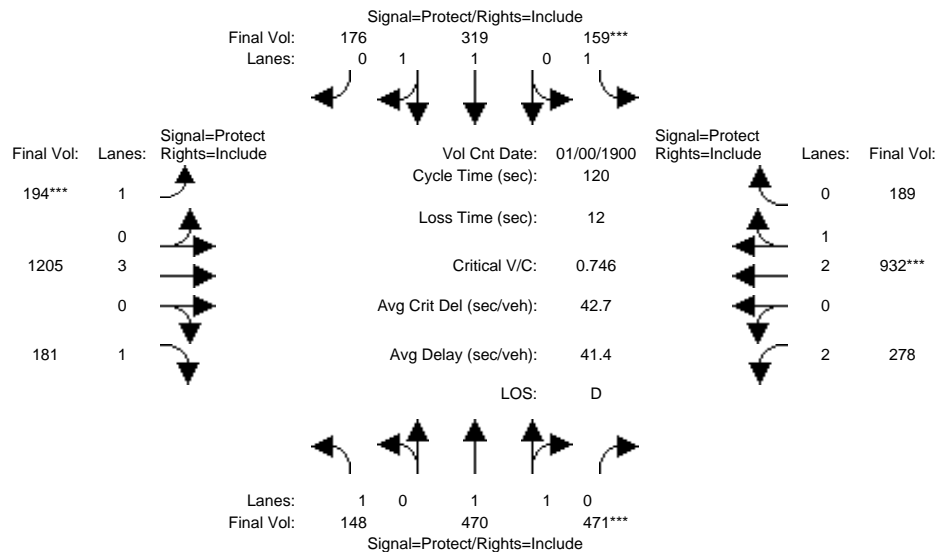 Signal=Protect/Rights=Include
Final Vol: 176 319 159***
Lanes: 0 1 1 0 1
Signal=Protect Signal=Protect
Final Vol: Lanes: Rights=Include Vol Cnt Date: 01/00/1900 Rights=Include Lanes: Final Vol:
Cycle Time (sec): 120
194*** 1 0 189
Loss Time (sec): 12
0 1
1205 3 Critical V/C: 0.746 2 932***
0 Avg Crit Del (sec/veh): 42.7 0
181 1 Avg Delay (sec/veh): 41.4 2 278
LOS: D
Lanes: 1 0 1 1 0
Final Vol: 148 470 471***
Signal=Protect/Rights=Include